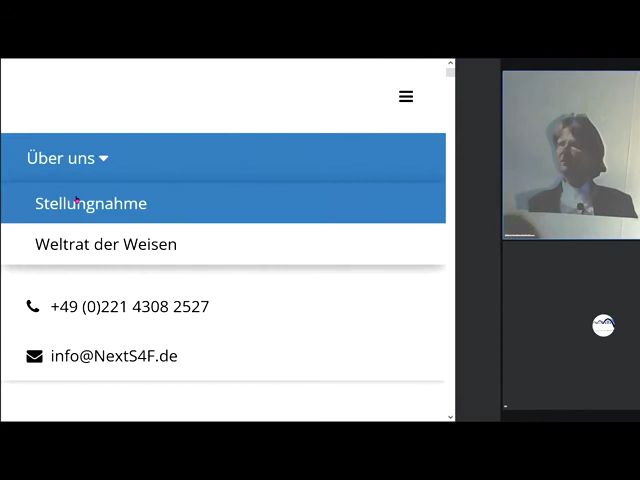 Über uns
Stellungnahme
Weltrat der Weisen
+49 (0)221 4308 2527
info@NextS4F.de